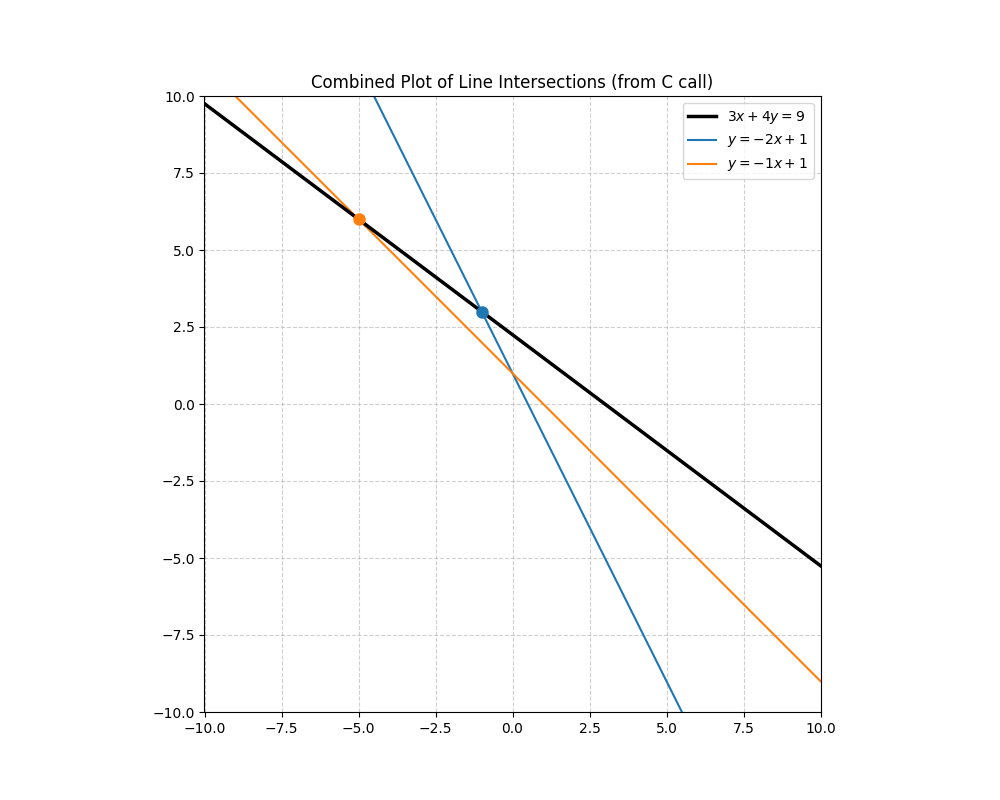 Combined Plot of Line Intersections (from C call)
10.0
7.5
5.0
2.5
0.0
−2.5
−5.0
−7.5
−10.0
−10.0 −7.5 −5.0 −2.5 0.0 2.5 5.0 7.5 10.0
3x + 4y = 9
y = −2x + 1
y = −1x + 1